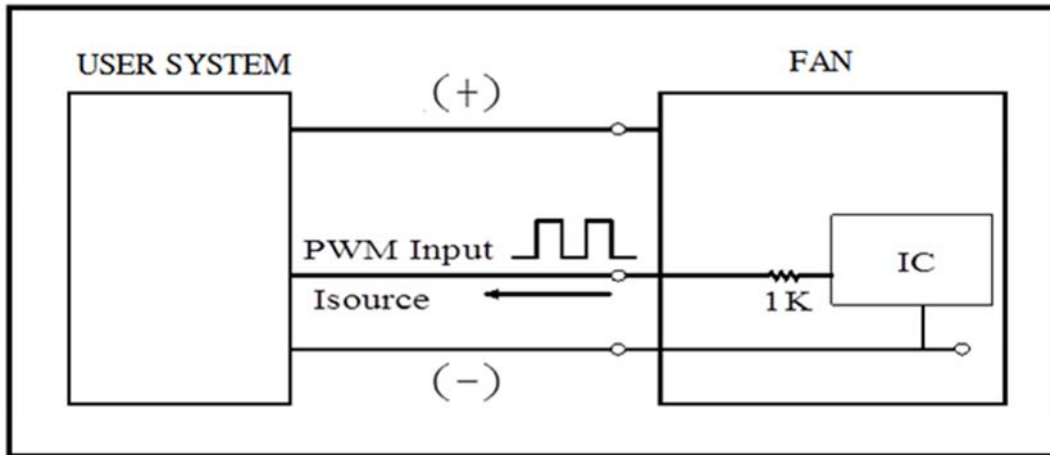 USER SYSTEM
FAN
(+)
PWM Input
IC
Isource
1K
(-)